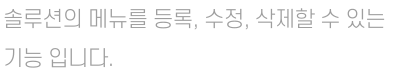 솔루션의 메뉴를 등록, 수정, 삭제할 수 있는
기능 입니다.